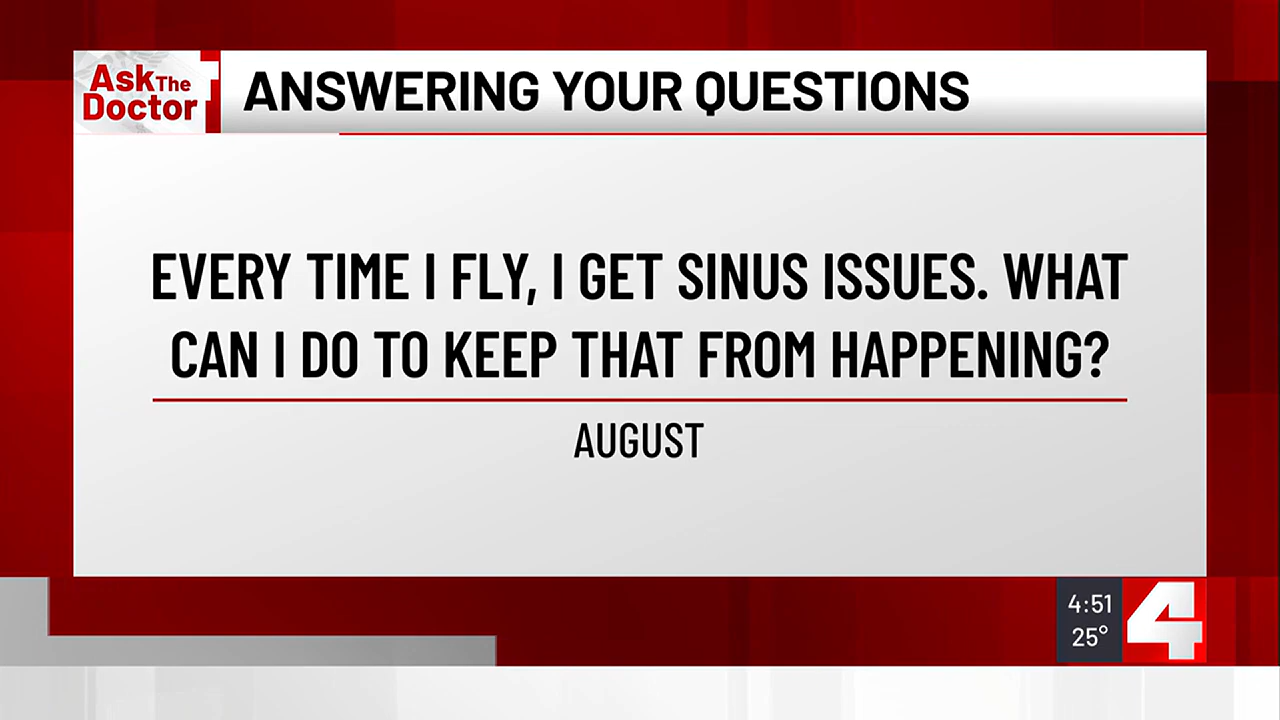 Ask The
Doctor
ANSWERING YOUR QUESTIONS
EVERY TIME I FLY, I GET SINUS ISSUES. WHAT
CAN I DO TO KEEP THAT FROM HAPPENING?
AUGUST
4:51
25°
4